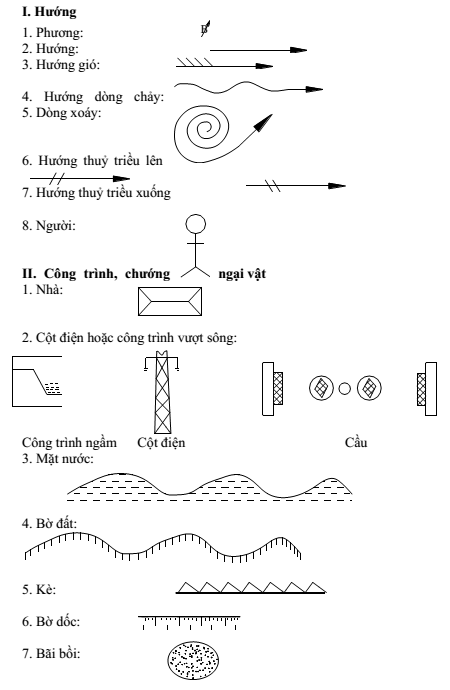 I. Hướng
1. Phương:
B
2. Hướng:
3. Hướng gió:
4. Hướng dòng chảy:
5. Dòng xoáy:
6. Hướng thuỷ triều lên
7. Hướng thuỷ triều xuống
8. Người:
II. Công trình, chướng ngại vật
1. Nhà:
2. Cột điện hoặc công trình vượt sông:
Công trình ngầm Cột điện Cầu
3. Mặt nước:
4. Bờ đất:
5. Kè:
6. Bờ dốc:
7. Bãi bồi: